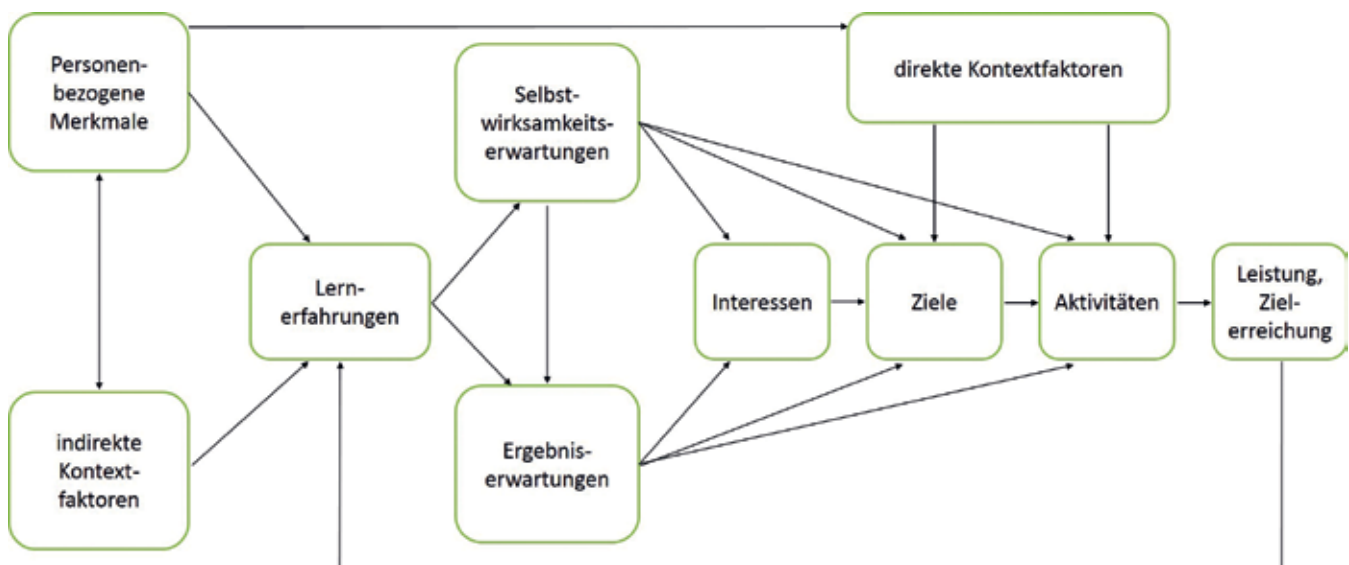 Personen-
bezogene
Merkmale
direkte Kontextfaktoren
Selbst-
wirksamkeits-
erwartungen
Lern-
erfahrungen
Interessen
Ziele
Aktivitäten
Leistung,
Ziel-
erreichung
indirekte
Kontext-
faktoren
Ergebnis-
erwartungen